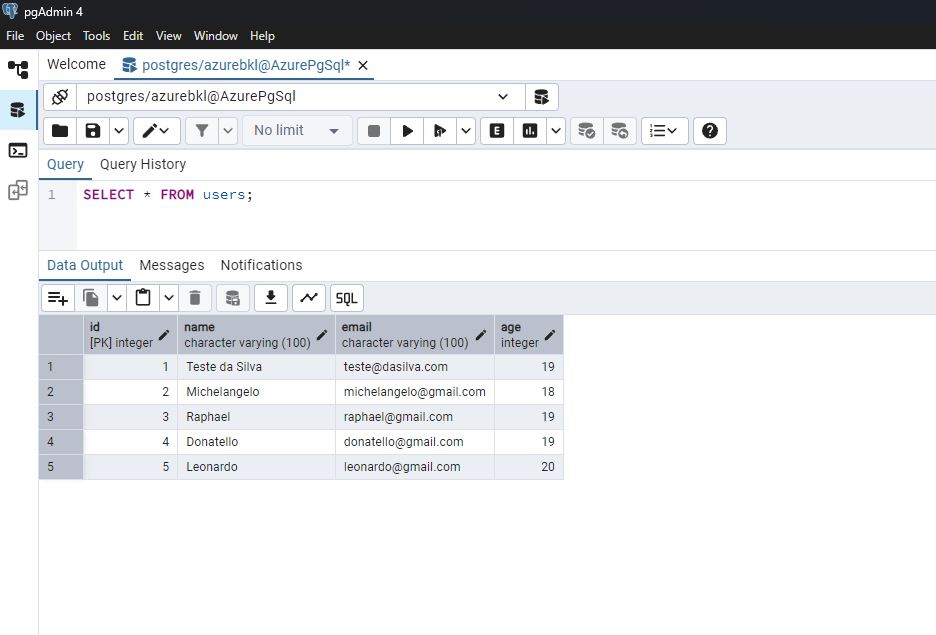 pgAdmin 4
File Object Tools Edit View Window Help
Welcome postgres/azurebkl@AzurePgSql*
postgres/azurebkl@AzurePgSql
No limit E
Query Query History
1 SELECT * FROM users;
Data Output Messages Notifications
SQL
id name email age
[PK] integer character varying (100) character varying (100) integer
1 1 Teste da Silva teste@dasilva.com 19
2 2 Michelangelo michelangelo@gmail.com 18
3 3 Raphael raphael@gmail.com 19
4 4 Donatello donatello@gmail.com 19
5 5 Leonardo leonardo@gmail.com 20